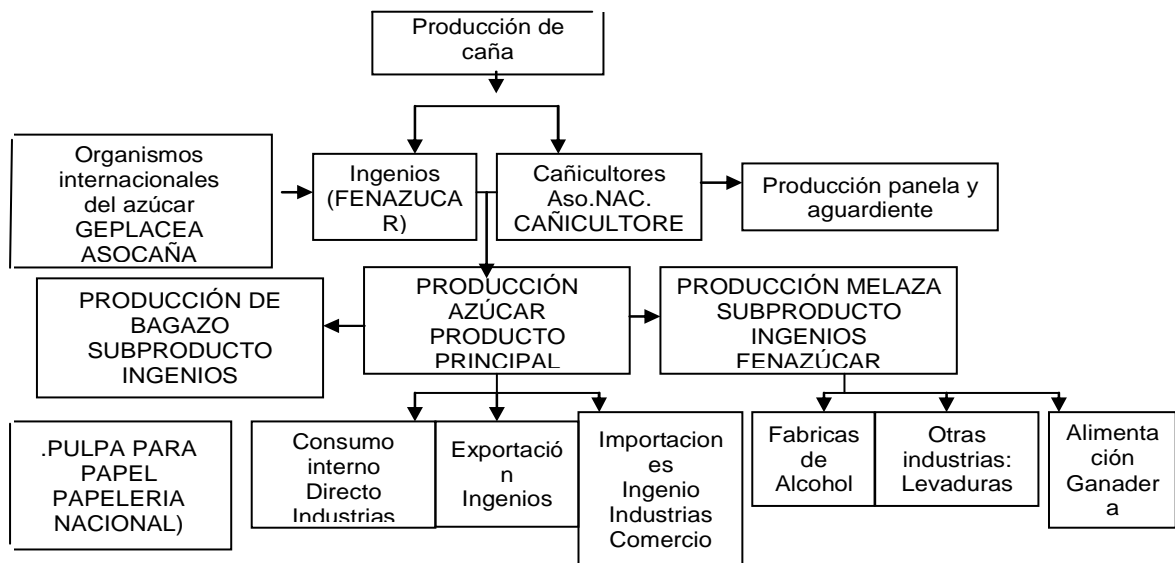 Producción de
caña
Organismos
internacionales
del azúcar
GEPLACEA
ASOCAÑA
Ingenios
(FENAZUCA
R)
Cañicultores
Aso.NAC.
CAÑICULTORE
Producción panela y
aguardiente
PRODUCCIÓN DE
BAGAZO
SUBPRODUCTO
INGENIOS
PRODUCCIÓN
AZÚCAR
PRODUCTO
PRINCIPAL
PRODUCCIÓN MELAZA
SUBPRODUCTO
INGENIOS
FENAZÚCAR
.PULPA PARA
PAPEL
PAPELERIA
NACIONAL)
Consumo
interno
Directo
Industrias
Exportació
n
Ingenios
Importacion
es
Ingenio
Industrias
Comercio
Fabricas
de
Alcohol
Otras
industrias:
Levaduras
Alimenta
ción
Ganader
a